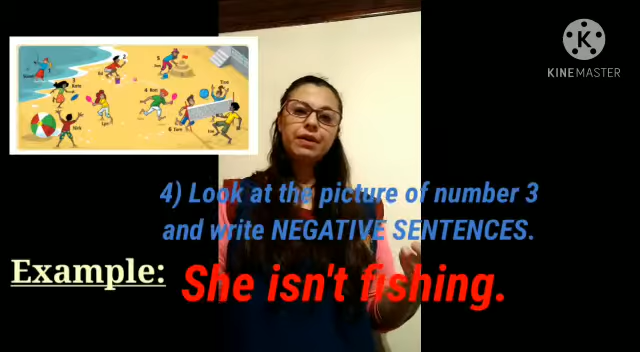 KINEMASTER
4) Look at the picture of number 3
and write NEGATIVE SENTENCES.
Example:
She isn't fishing.